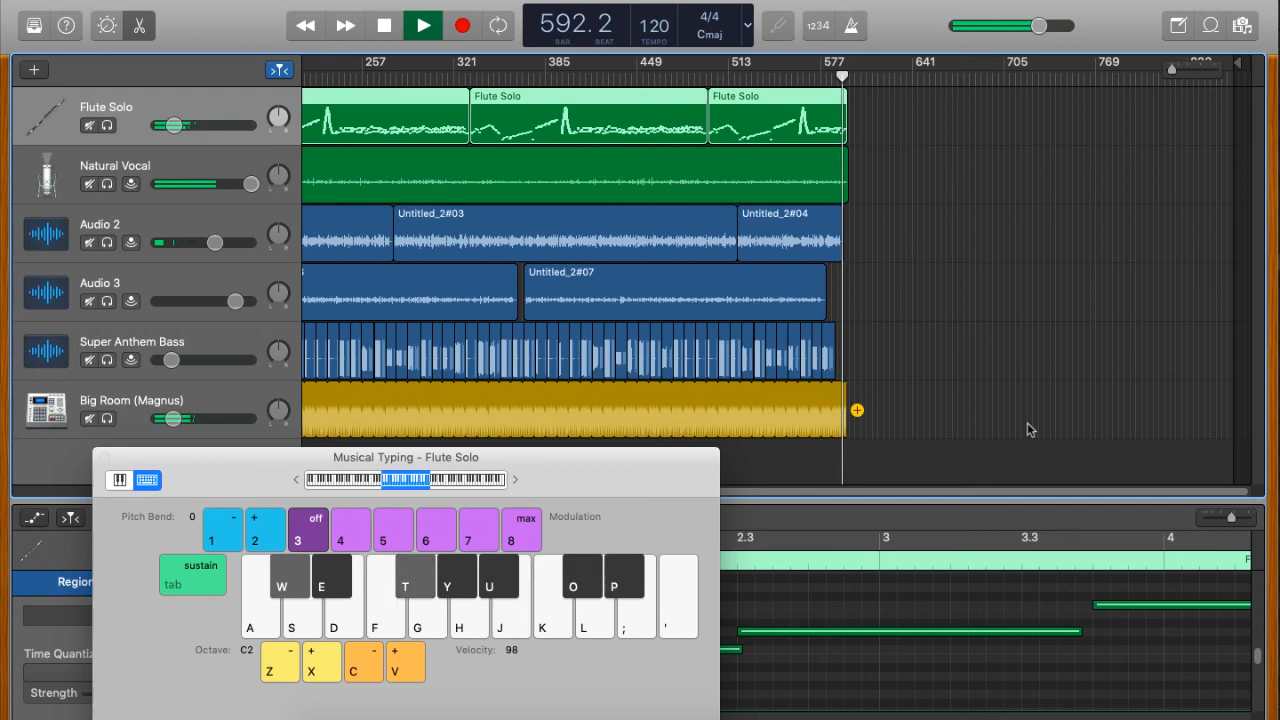 1234
592.2
BAR BEAT
120
TEMPO
4/4
Cmaj
257 321 385 449 513 577 641 705 769
Flute Solo
Flute Solo
Flute Solo
Natural Vocal
Audio 2
Untitled_2#03
Untitled_2#04
Audio 3
Untitled_2#07
Super Anthem Bass
Big Room (Magnus)
Musical Typing - Flute Solo
Pitch Bend: 0
- 1
+ 2
off 3
4
5
6
7
max 8
Modulation
sustain
tab
W E T Y U O P
A S D F G H J K L ; '
Octave: C2
- Z
+ X
- C
+ V
Velocity: 98
2.3 3 3.3 4
Region
Time Quantiz
Strength